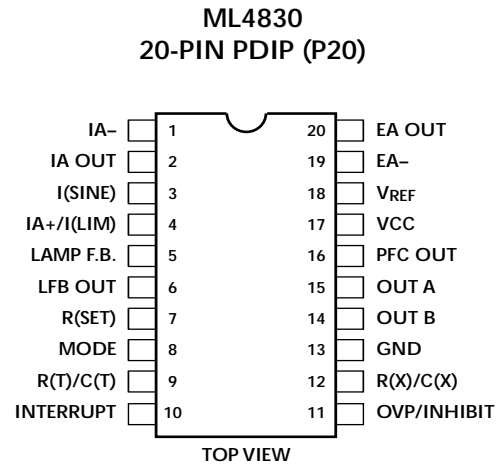 ML4830
20-PIN PDIP (P20)
IA– 1 20 EA OUT
IA OUT 2 19 EA–
I(SINE) 3 18 VREF
IA+/I(LIM) 4 17 VCC
LAMP F.B. 5 16 PFC OUT
LFB OUT 6 15 OUT A
R(SET) 7 14 OUT B
MODE 8 13 GND
R(T)/C(T) 9 12 R(X)/C(X)
INTERRUPT 10 11 OVP/INHIBIT
TOP VIEW